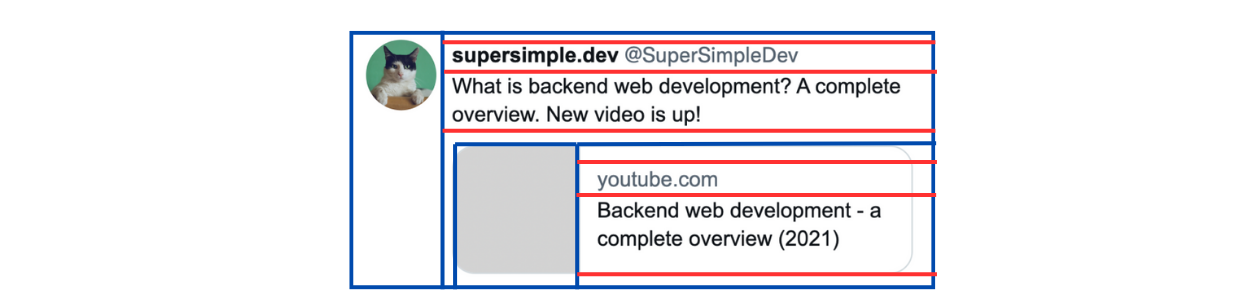 supersimple.dev @SuperSimpleDev
What is backend web development? A complete
overview. New video is up!
youtube.com
Backend web development - a
complete overview (2021)